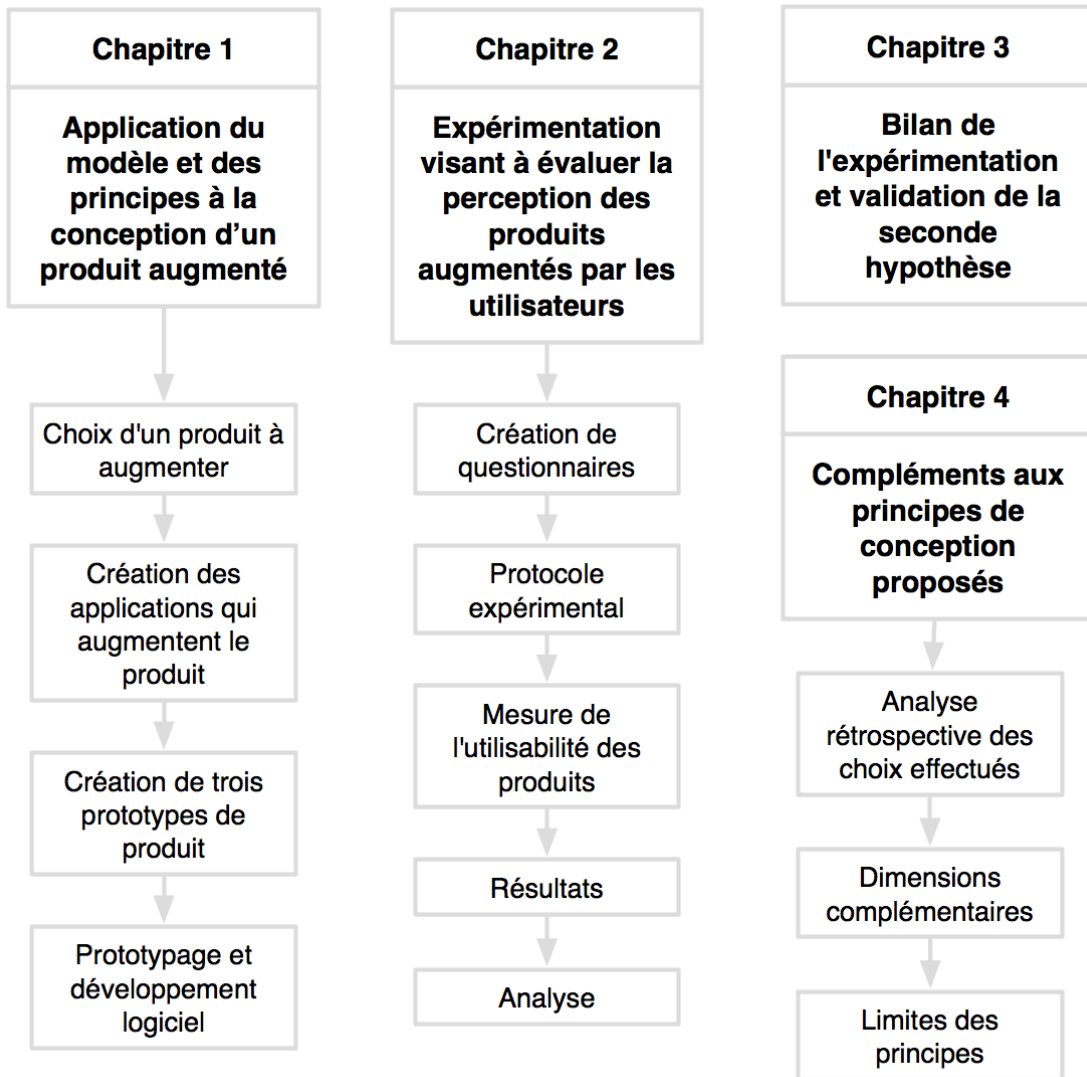 Chapitre 1
Application du
modèle et des
principes à la
conception d’un
produit augmenté
Choix d'un produit à
augmenter
Création des
applications qui
augmentent le
produit
Création de trois
prototypes de
produit
Prototypage et
développement
logiciel
Chapitre 2
Expérimentation
visant à évaluer la
perception des
produits
augmentés par les
utilisateurs
Création de
questionnaires
Protocole
expérimental
Mesure de
l'utilisabilité des
produits
Résultats
Analyse
Chapitre 3
Bilan de
l'expérimentation
et validation de la
seconde
hypothèse
Chapitre 4
Compléments aux
principes de
conception
proposés
Analyse
rétrospective des
choix effectués
Dimensions
complémentaires
Limites des
principes